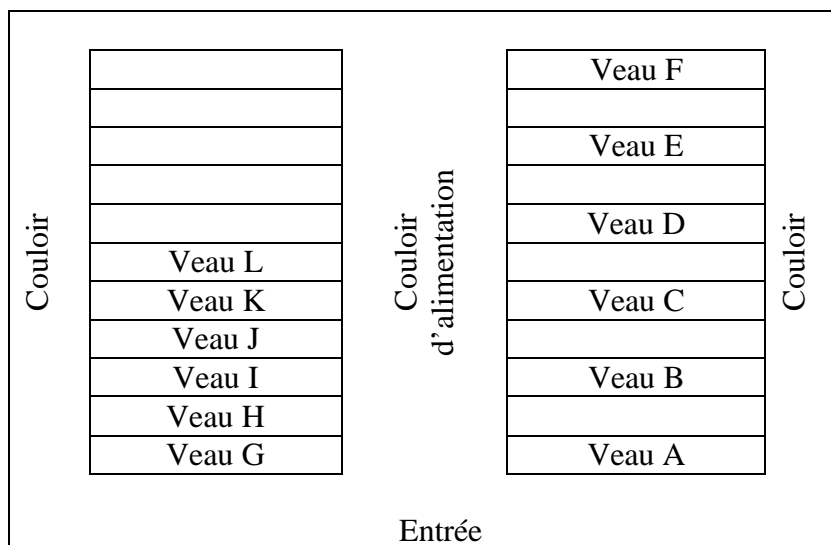 Couloir
Veau L
Veau K
Veau J
Veau I
Veau H
Veau G
Couloir
d'alimentation
Veau F
Veau E
Veau D
Veau C
Veau B
Veau A
Couloir
Entrée